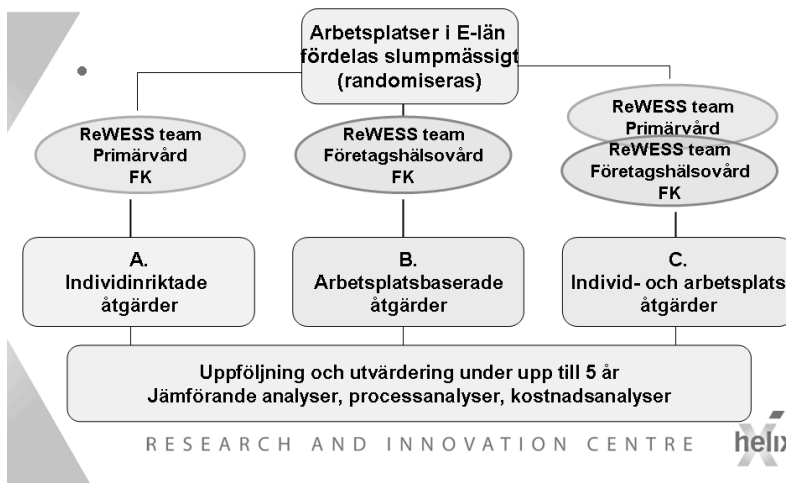 Arbetsplatser i E-län
fördelas slumpmässigt
(randomiseras)
ReWESS team
Primärvård
FK
ReWESS team
Företagshälsovård
FK
ReWESS team
Primärvård
ReWESS team
Företagshälsovård
FK
A.
Individinriktade
åtgärder
B.
Arbetsplatsbaserade
åtgärder
C.
Individ- och arbetsplats
åtgärder
Uppföljning och utvärdering under upp till 5 år
Jämförande analyser, processanalyser, kostnadsanalyser
RESEARCH AND INNOVATION CENTRE
helix